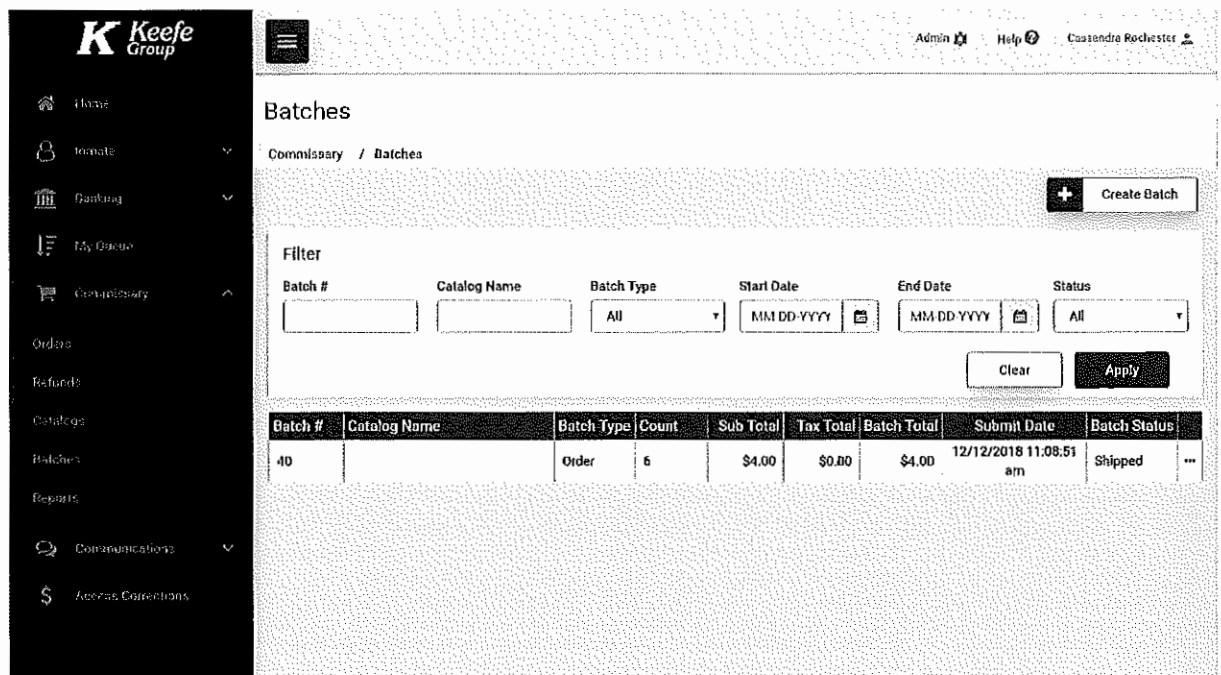 Keefe
Group
Admin Help Cassandra Rochester
Home
Inmate
Banking
My Queue
Commissary
Orders
Refunds
Catalogs
Batches
Reports
Communications
Access Corrections
Batches
Commissary / Batches
Create Batch
Filter
Batch # Catalog Name Batch Type Start Date End Date Status
All MM-DD-YYYY MM-DD-YYYY All
Clear Apply
Batch # Catalog Name Batch Type Count Sub Total Tax Total Batch Total Submit Date Batch Status
40 Order 6 $4.00 $0.00 $4.00 12/12/2018 11:08:51 am Shipped ...